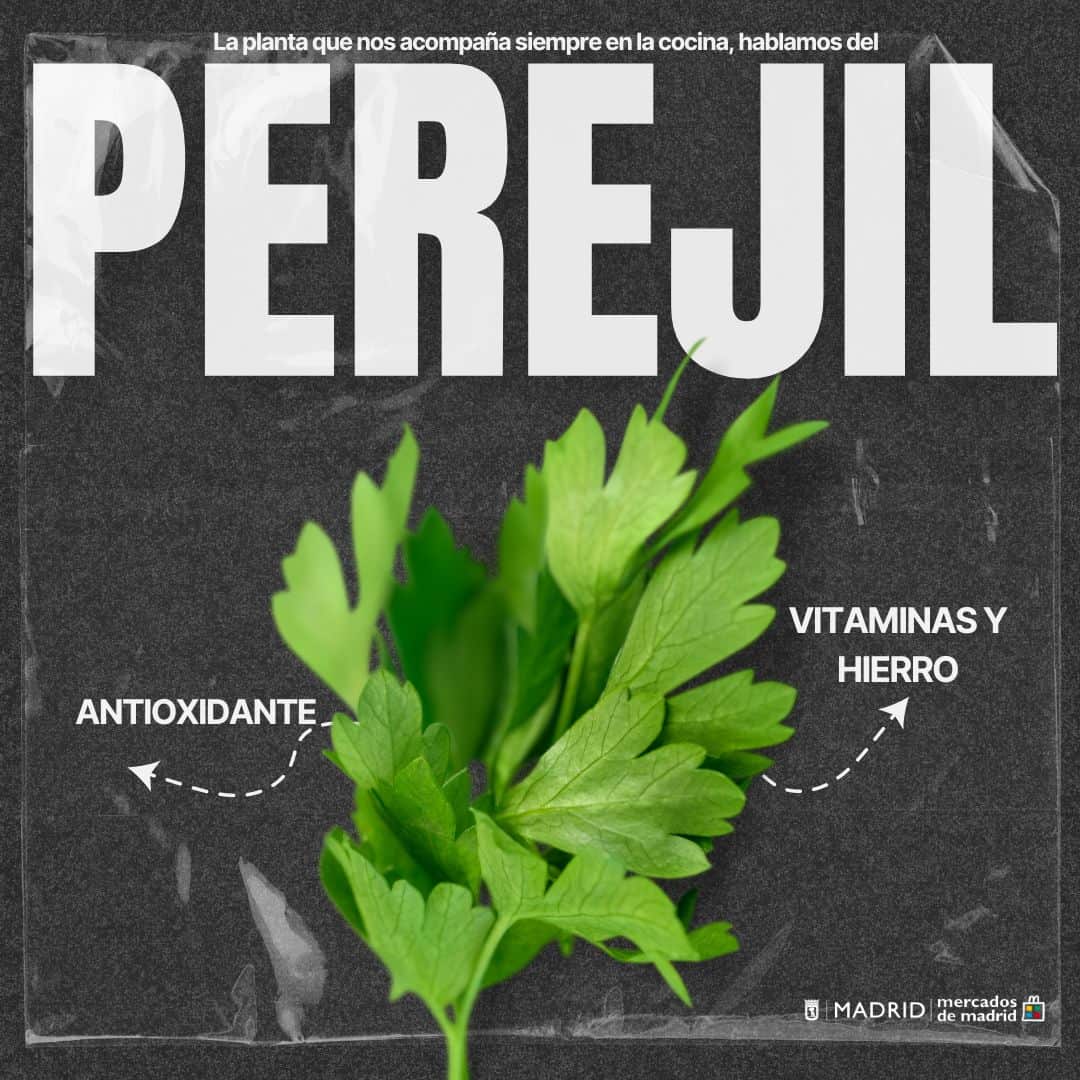 La planta que nos acompaña siempre en la cocina, hablamos del
PEREJIL
VITAMINAS Y
HIERRO
ANTIOXIDANTE
MADRID
mercados
de madrid